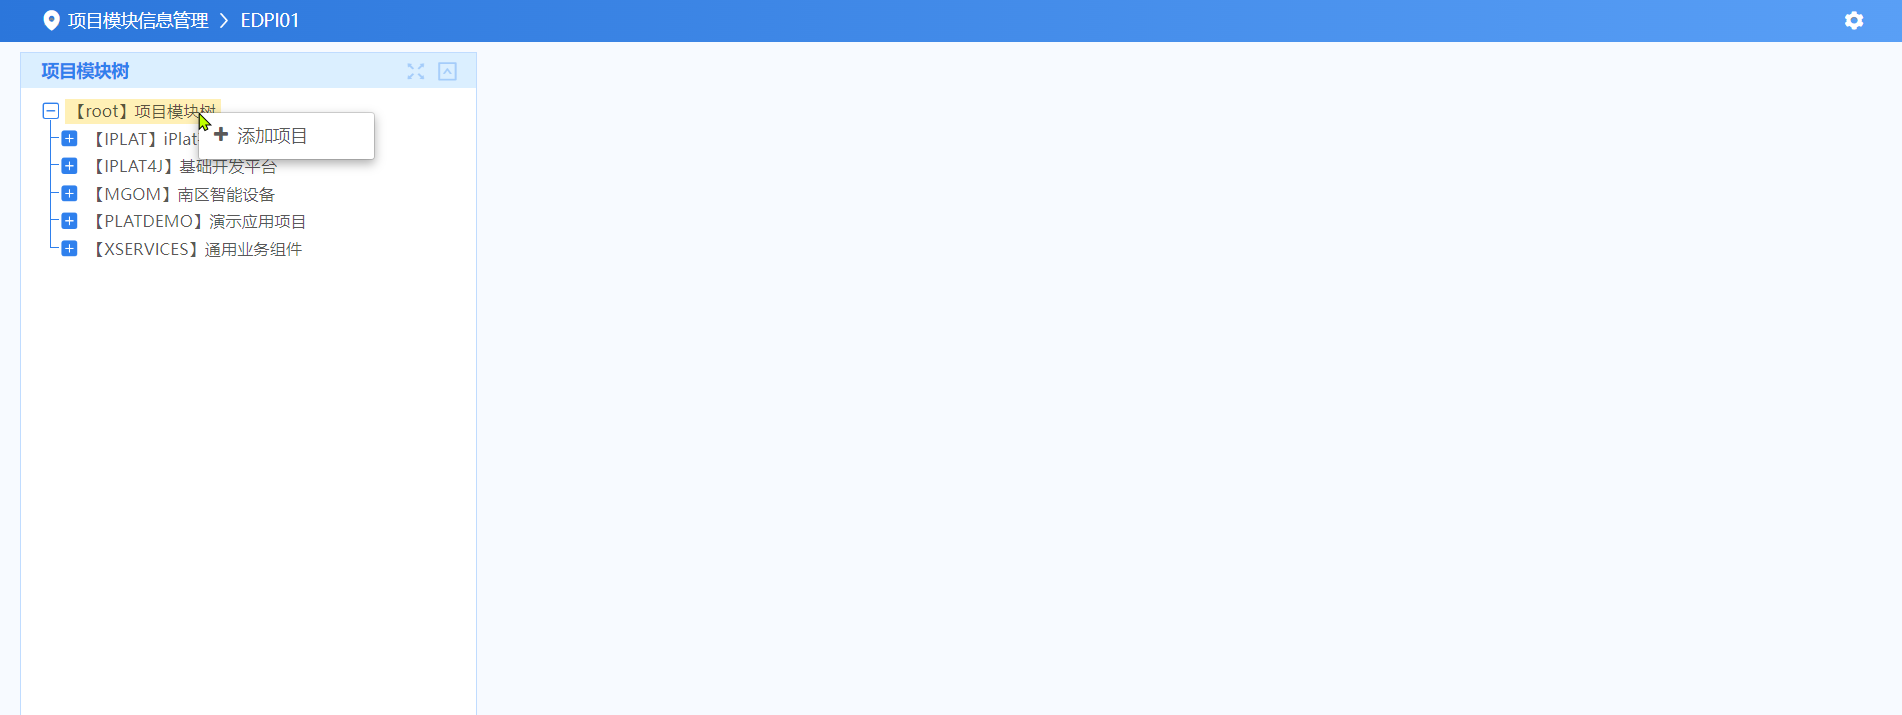 项目模块信息管理 > EDPI01
项目模块树
【root】项目模块树
添加项目
【IPLAT】iPlat
【IPLAT4J】基础开发平台
【MGOM】南区智能设备
【PLATDEMO】演示应用项目
【XSERVICES】通用业务组件